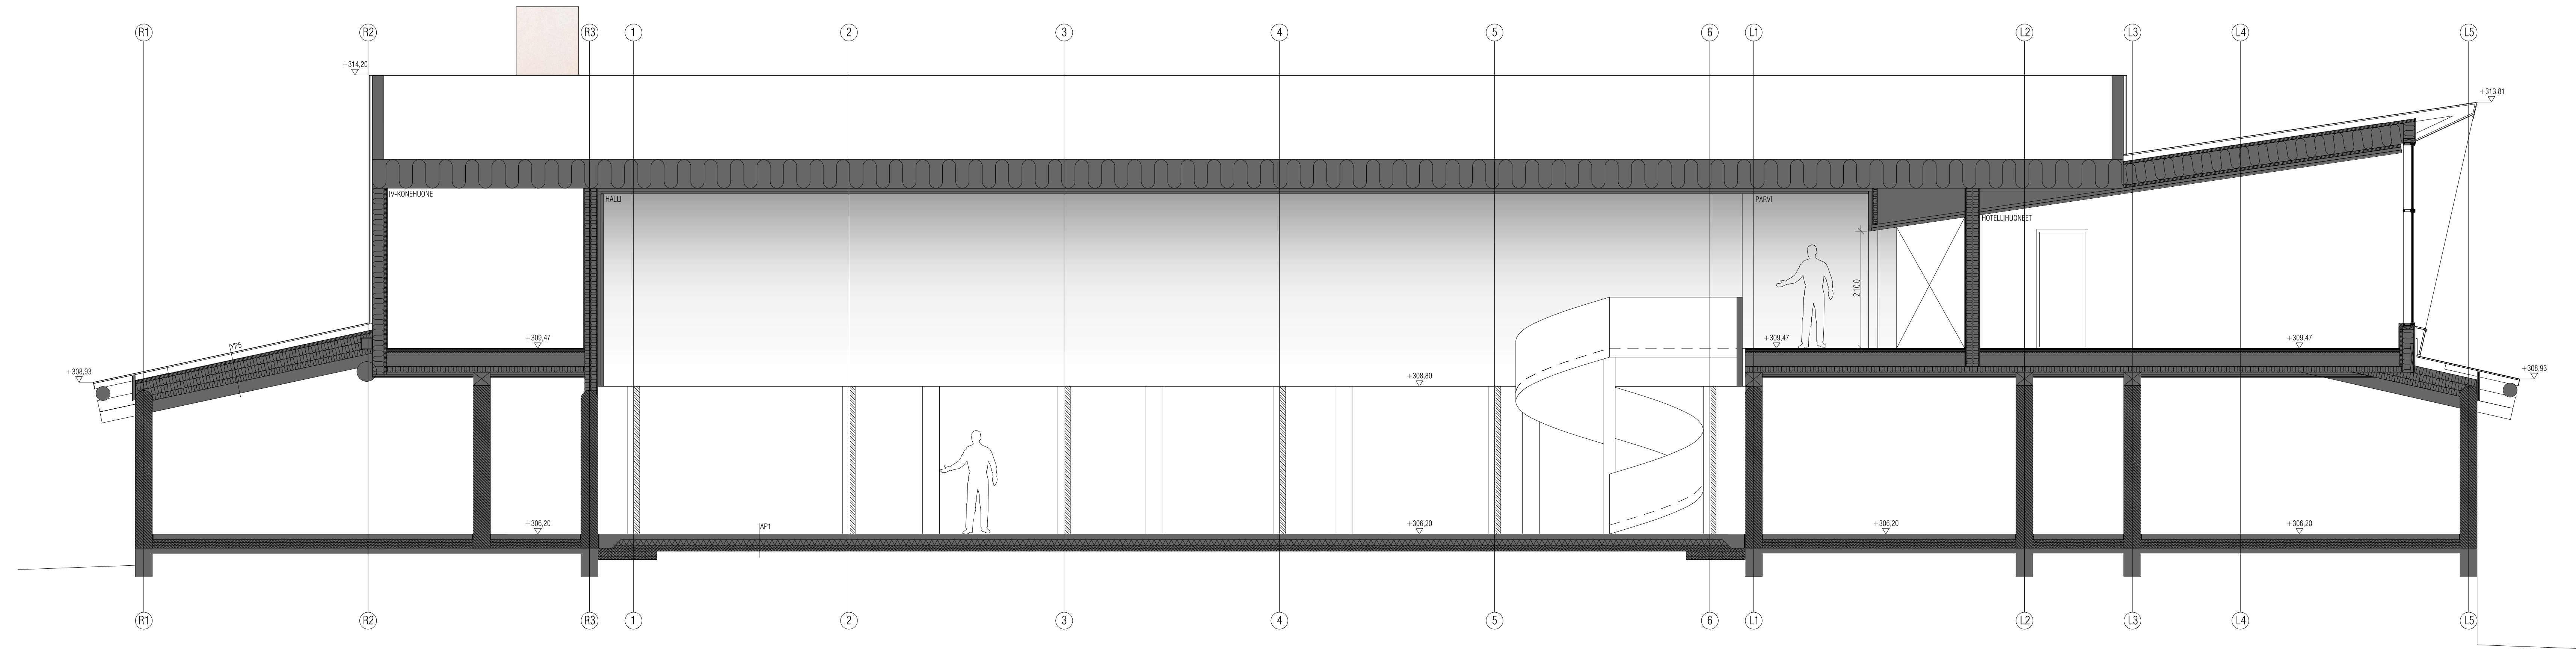 R1 R2 R3 1 2 3 4 5 6 L1 L2 L3 L4 L5
+314,20
+313,81
IV-KONEHUONE
HALLI
PARVI
HOTELLIHUONEET
2100
YP5
+309,47
+309,47
+309,47
+308,93
+308,80
+308,93
AP1
+306,20
+306,20
+306,20
+306,20
R1 R2 R3 1 2 3 4 5 6 L1 L2 L3 L4 L5